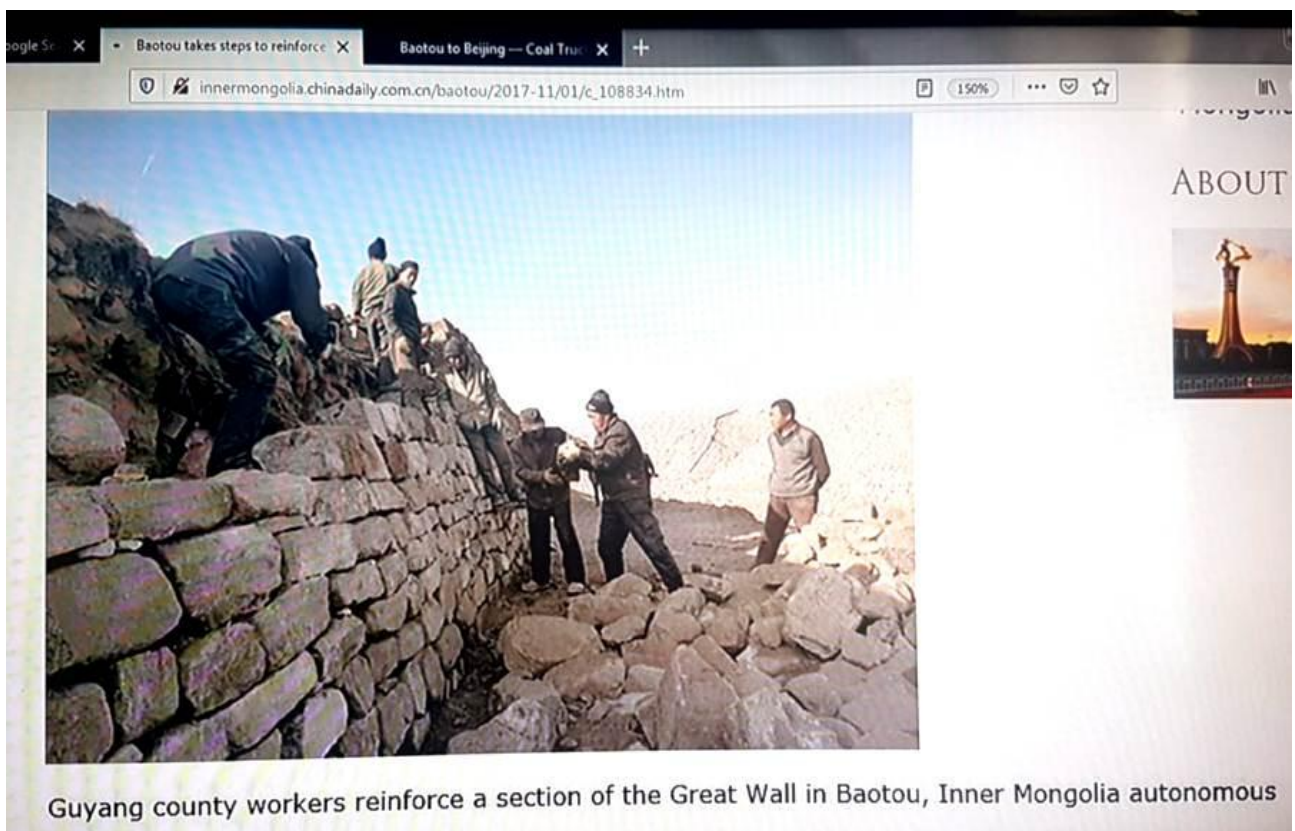 Baotou takes steps to reinforce
Baotou to Beijing — Coal Truc
innermongolia.chinadaily.com.cn/baotou/2017-11/01/c_108834.htm
150%
ABOUT
Guyang county workers reinforce a section of the Great Wall in Baotou, Inner Mongolia autonomous